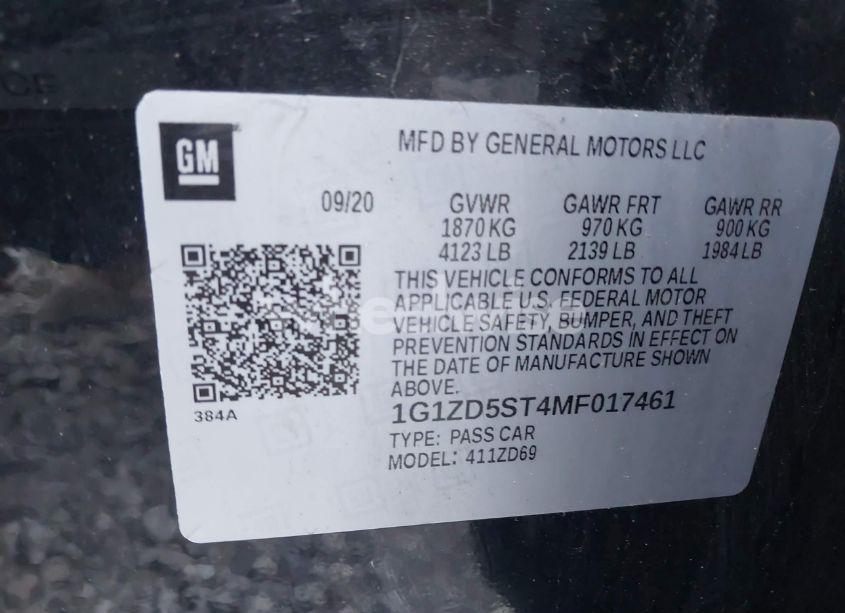 GM
MFD BY GENERAL MOTORS LLC
09/20 GVWR GAWR FRT GAWR RR
1870 KG 970 KG 900 KG
4123 LB 2139 LB 1984 LB
THIS VEHICLE CONFORMS TO ALL
APPLICABLE U.S. FEDERAL MOTOR
VEHICLE SAFETY, BUMPER, AND THEFT
PREVENTION STANDARDS IN EFFECT ON
THE DATE OF MANUFACTURE SHOWN
ABOVE.
384A
1G1ZD5ST4MF017461
TYPE: PASS CAR
MODEL: 411ZD69